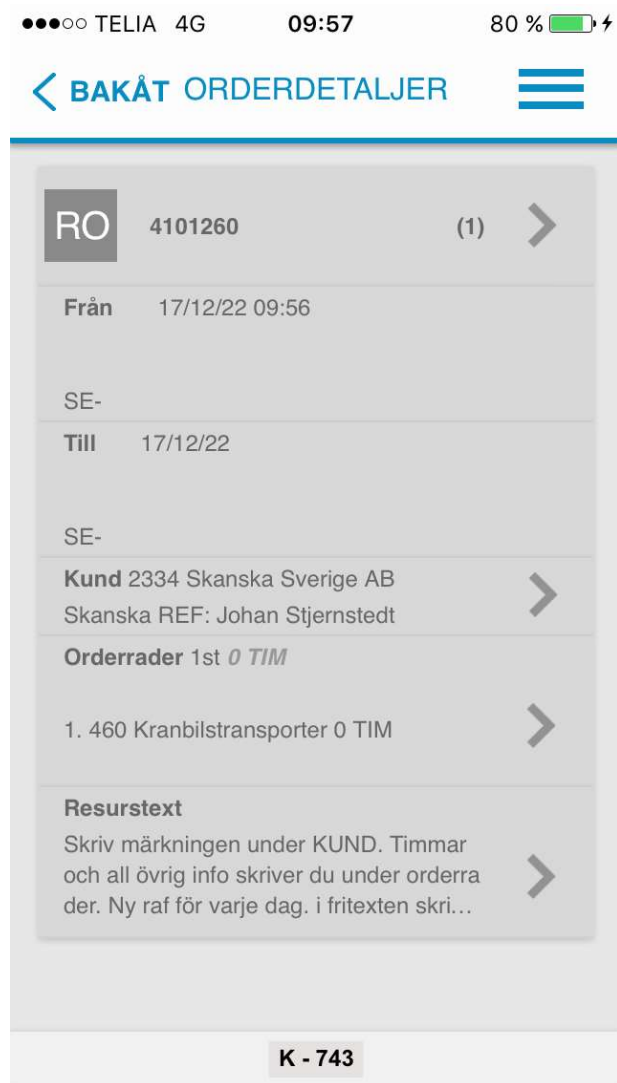 TELIA 4G 09:57 80 %
BAKÅT ORDERDETALJER
RO 4101260 (1)
Från 17/12/22 09:56
SE-
Till 17/12/22
SE-
Kund 2334 Skanska Sverige AB
Skanska REF: Johan Stjernstedt
Orderrader 1st 0 TIM
1. 460 Kranbilstransporter 0 TIM
Resurstext
Skriv märkningen under KUND. Timmar
och all övrig info skriver du under orderra
der. Ny raf för varje dag. i fritexten skri...
K - 743